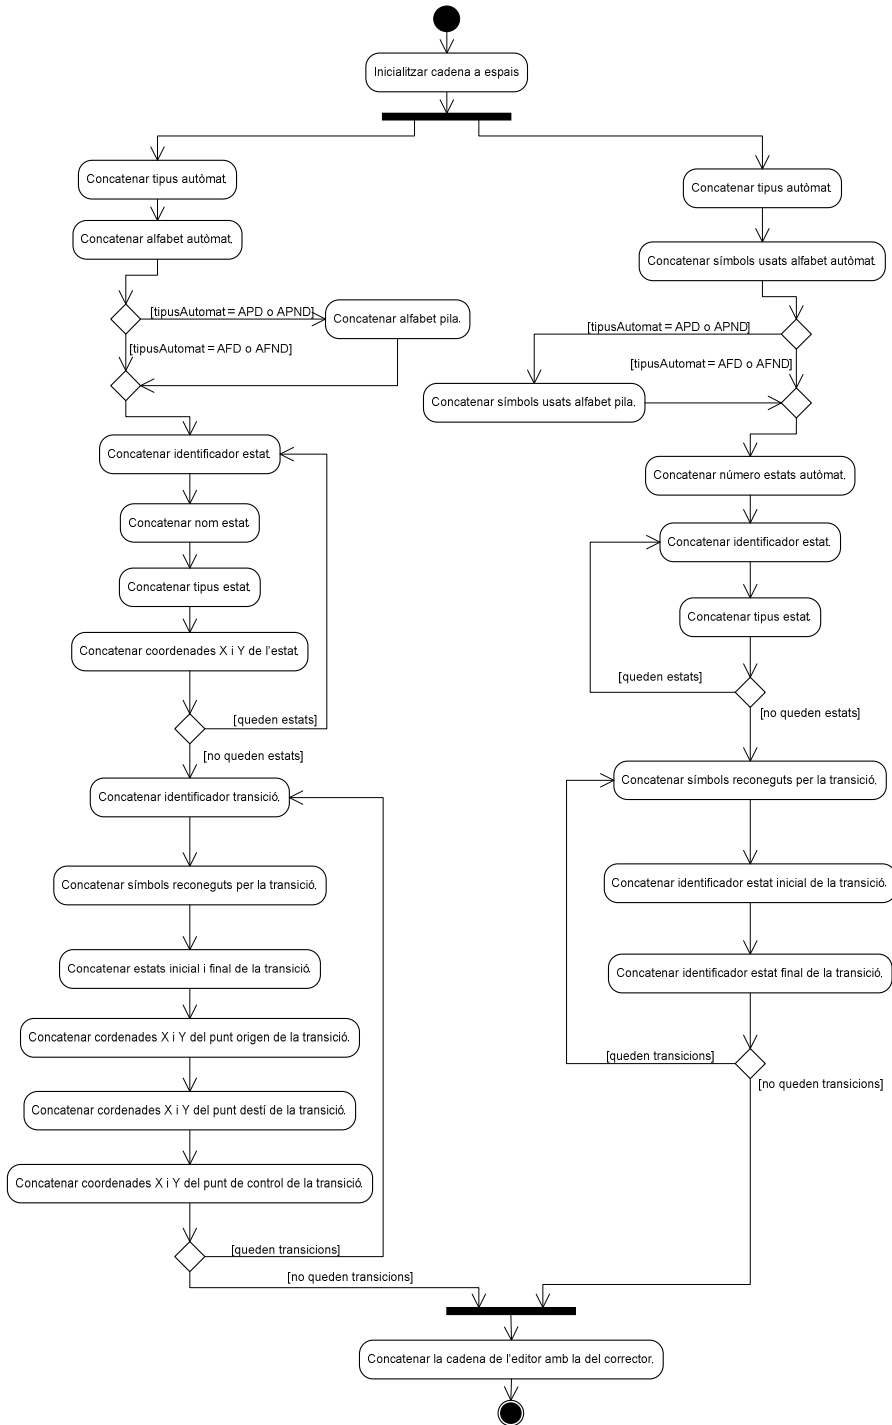 Inicialitzar cadena a espais
Concatenar tipus autòmat.
Concatenar alfabet autòmat.
[tipusAutomat = APD o APND]
Concatenar alfabet pila.
[tipusAutomat = AFD o AFND]
Concatenar identificador estat.
Concatenar nom estat.
Concatenar tipus estat.
Concatenar coordenades X i Y de l'estat.
[queden estats]
[no queden estats]
Concatenar identificador transició.
Concatenar símbols reconeguts per la transició.
Concatenar estats inicial i final de la transició.
Concatenar cordenades X i Y del punt origen de la transició.
Concatenar cordenades X i Y del punt destí de la transició.
Concatenar coordenades X i Y del punt de control de la transició.
[queden transicions]
[no queden transicions]
Concatenar tipus autòmat.
Concatenar símbols usats alfabet autòmat.
[tipusAutomat = APD o APND]
[tipusAutomat = AFD o AFND]
Concatenar símbols usats alfabet pila.
Concatenar número estats autòmat.
Concatenar identificador estat.
Concatenar tipus estat.
[queden estats]
[no queden estats]
Concatenar símbols reconeguts per la transició.
Concatenar identificador estat inicial de la transició.
Concatenar identificador estat final de la transició.
[queden transicions]
[no queden transicions]
Concatenar la cadena de l'editor amb la del corrector.